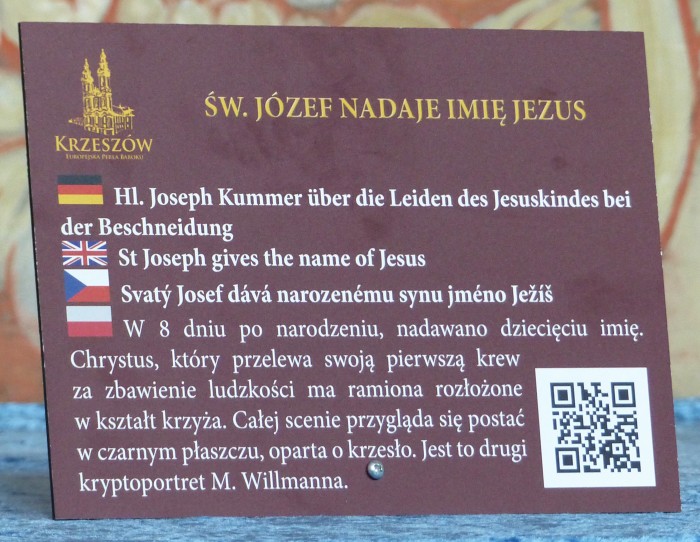 ŚW. JÓZEF NADAJE IMIĘ JEZUS
KRZESZÓW
EUROPEJSKA PERŁA BAROKU
Hl. Joseph Kummer über die Leiden des Jesuskindes bei
der Beschneidung
St Joseph gives the name of Jesus
Svatý Josef dává narozenému synu jméno Ježíš
W 8 dniu po narodzeniu, nadawano dziecięciu imię.
Chrystus, który przelewa swoją pierwszą krew
za zbawienie ludzkości ma ramiona rozłożone
w kształt krzyża. Całej scenie przygląda się postać
w czarnym płaszczu, oparta o krzesło. Jest to drugi
kryptoportret M. Willmanna.